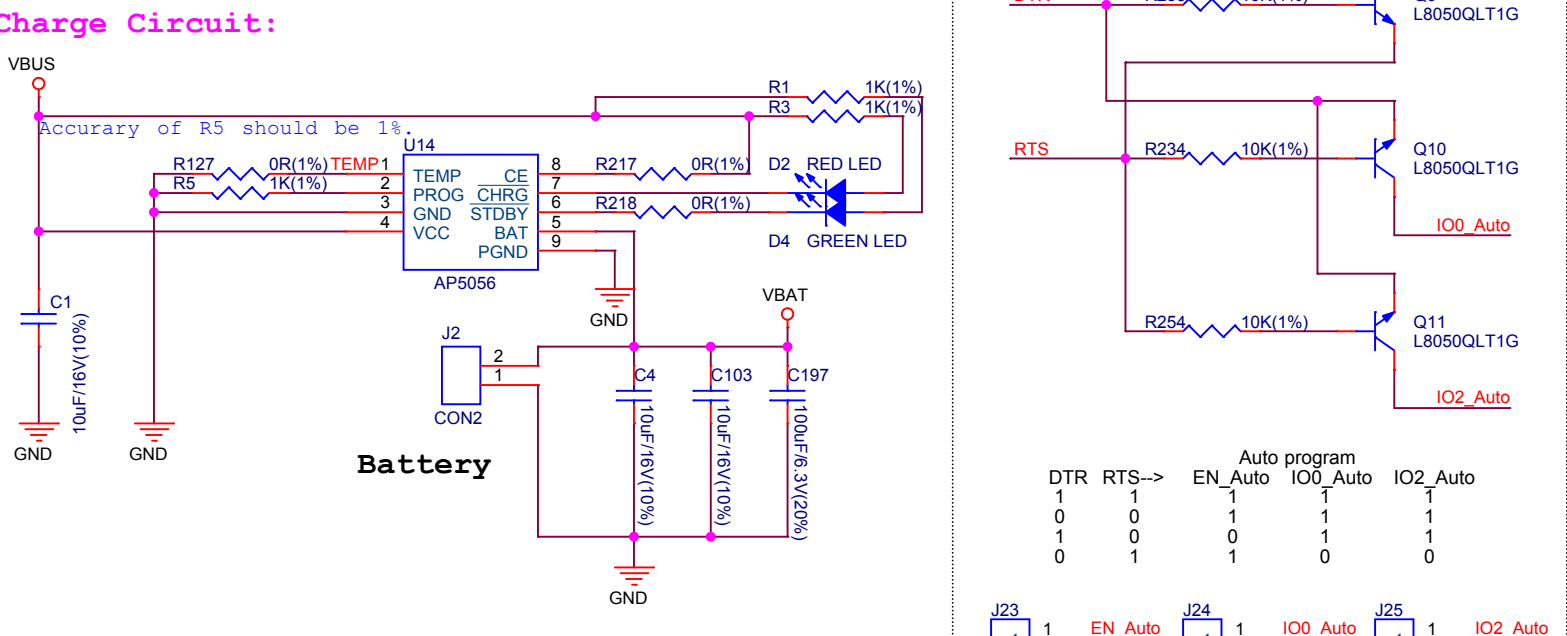 Charge Circuit:
VBUS
Accurary of R5 should be 1%.
R1 1K(1%)
R3 1K(1%)
U14
R127 0R(1%) TEMP 1
R5 1K(1%) 2
3
4
TEMP CE
PROG CHRG
GND STDBY
VCC BAT
PGND
AP5056
8 R217 0R(1%)
7
6 R218 0R(1%)
5
9
D2 RED LED
D4 GREEN LED
C1
10uF/16V(10%)
GND
GND
GND
VBAT
J2
2
1
CON2
Battery
C4
10uF/16V(10%)
C103
10uF/16V(10%)
C197
100uF/6.3V(20%)
GND
L8050QLT1G
RTS
R234 10K(1%)
Q10
L8050QLT1G
IO0_Auto
R254 10K(1%)
Q11
L8050QLT1G
IO2_Auto
Auto program
DTR RTS--> EN_Auto IO0_Auto IO2_Auto
1 1 1 1 1
0 0 1 1 1
1 0 0 1 1
0 1 1 0 0
J23 1 EN_Auto
J24 1 IO0_Auto
J25 1 IO2_Auto